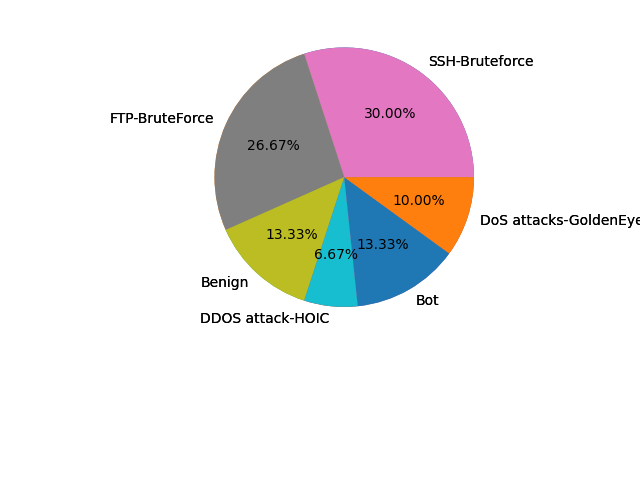 SSH-Bruteforce
30.00%
FTP-BruteForce
26.67%
10.00%
DoS attacks-GoldenEye
13.33%
13.33%
6.67%
Benign
Bot
DDOS attack-HOIC